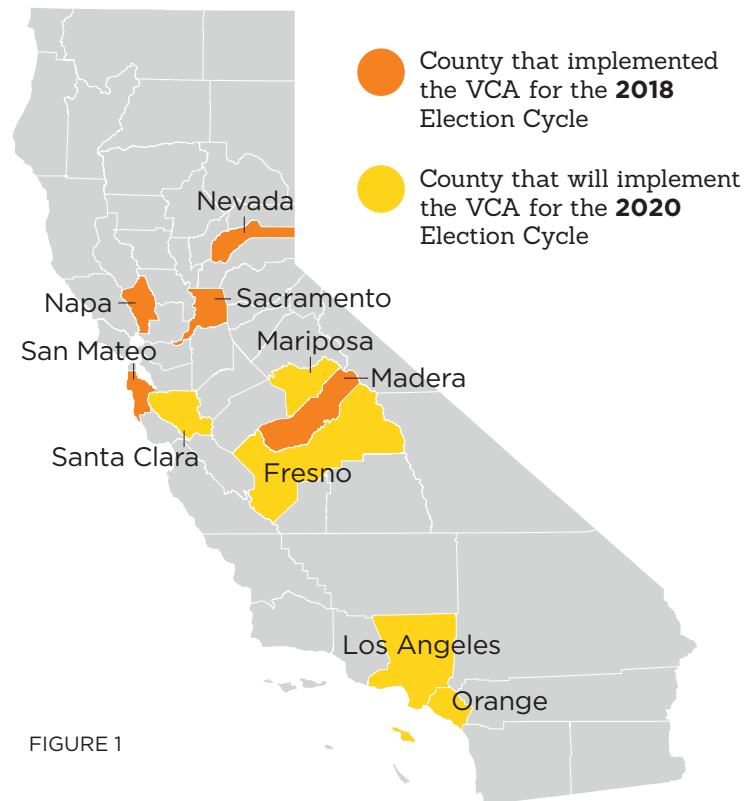 County that implemented
the VCA for the 2018
Election Cycle
County that will implement
the VCA for the 2020
Election Cycle
Nevada
Napa
Sacramento
San Mateo
Mariposa
Madera
Santa Clara
Fresno
Los Angeles
Orange
FIGURE 1